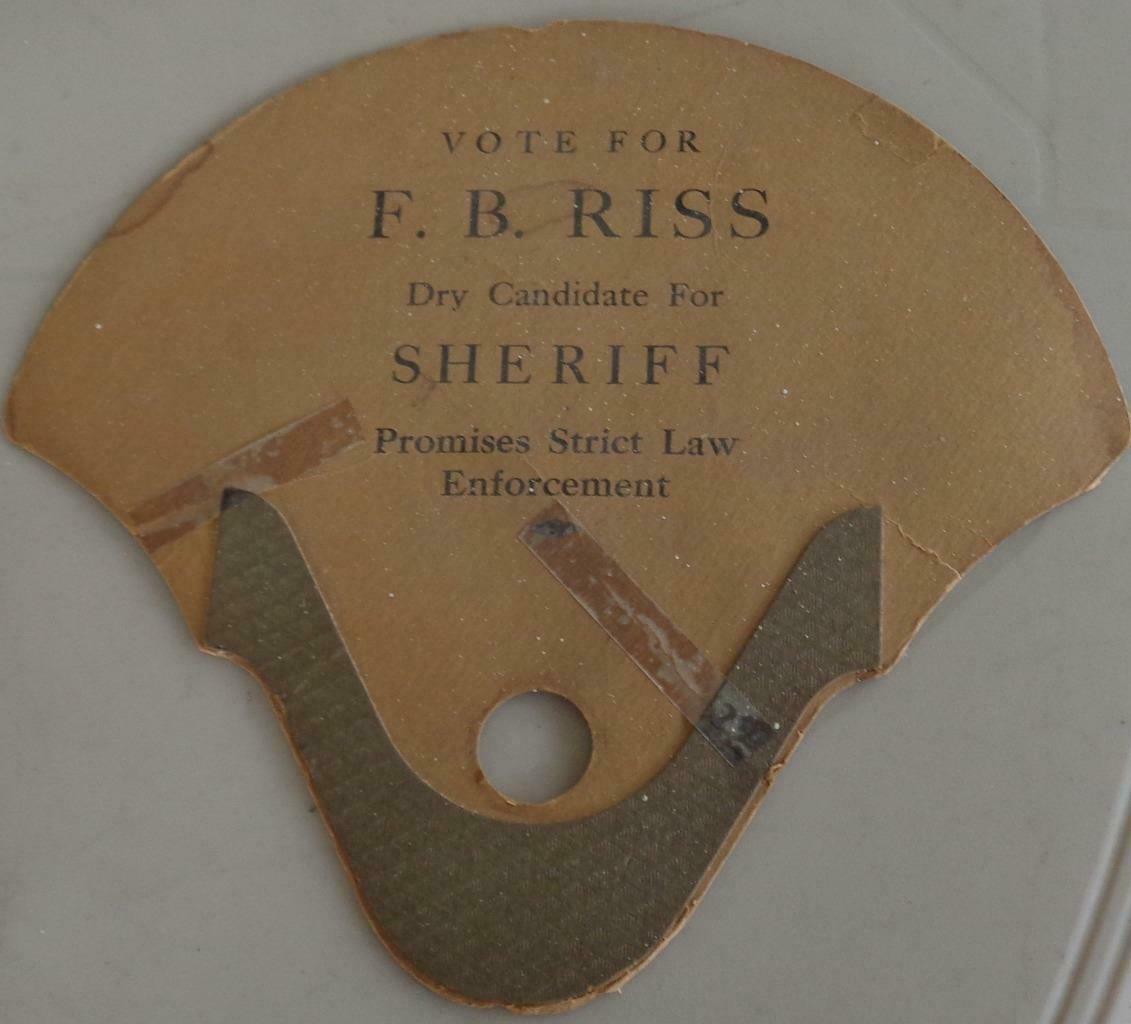 VOTE FOR
F. B. RISS
Dry Candidate For
SHERIFF
Promises Strict Law
Enforcement